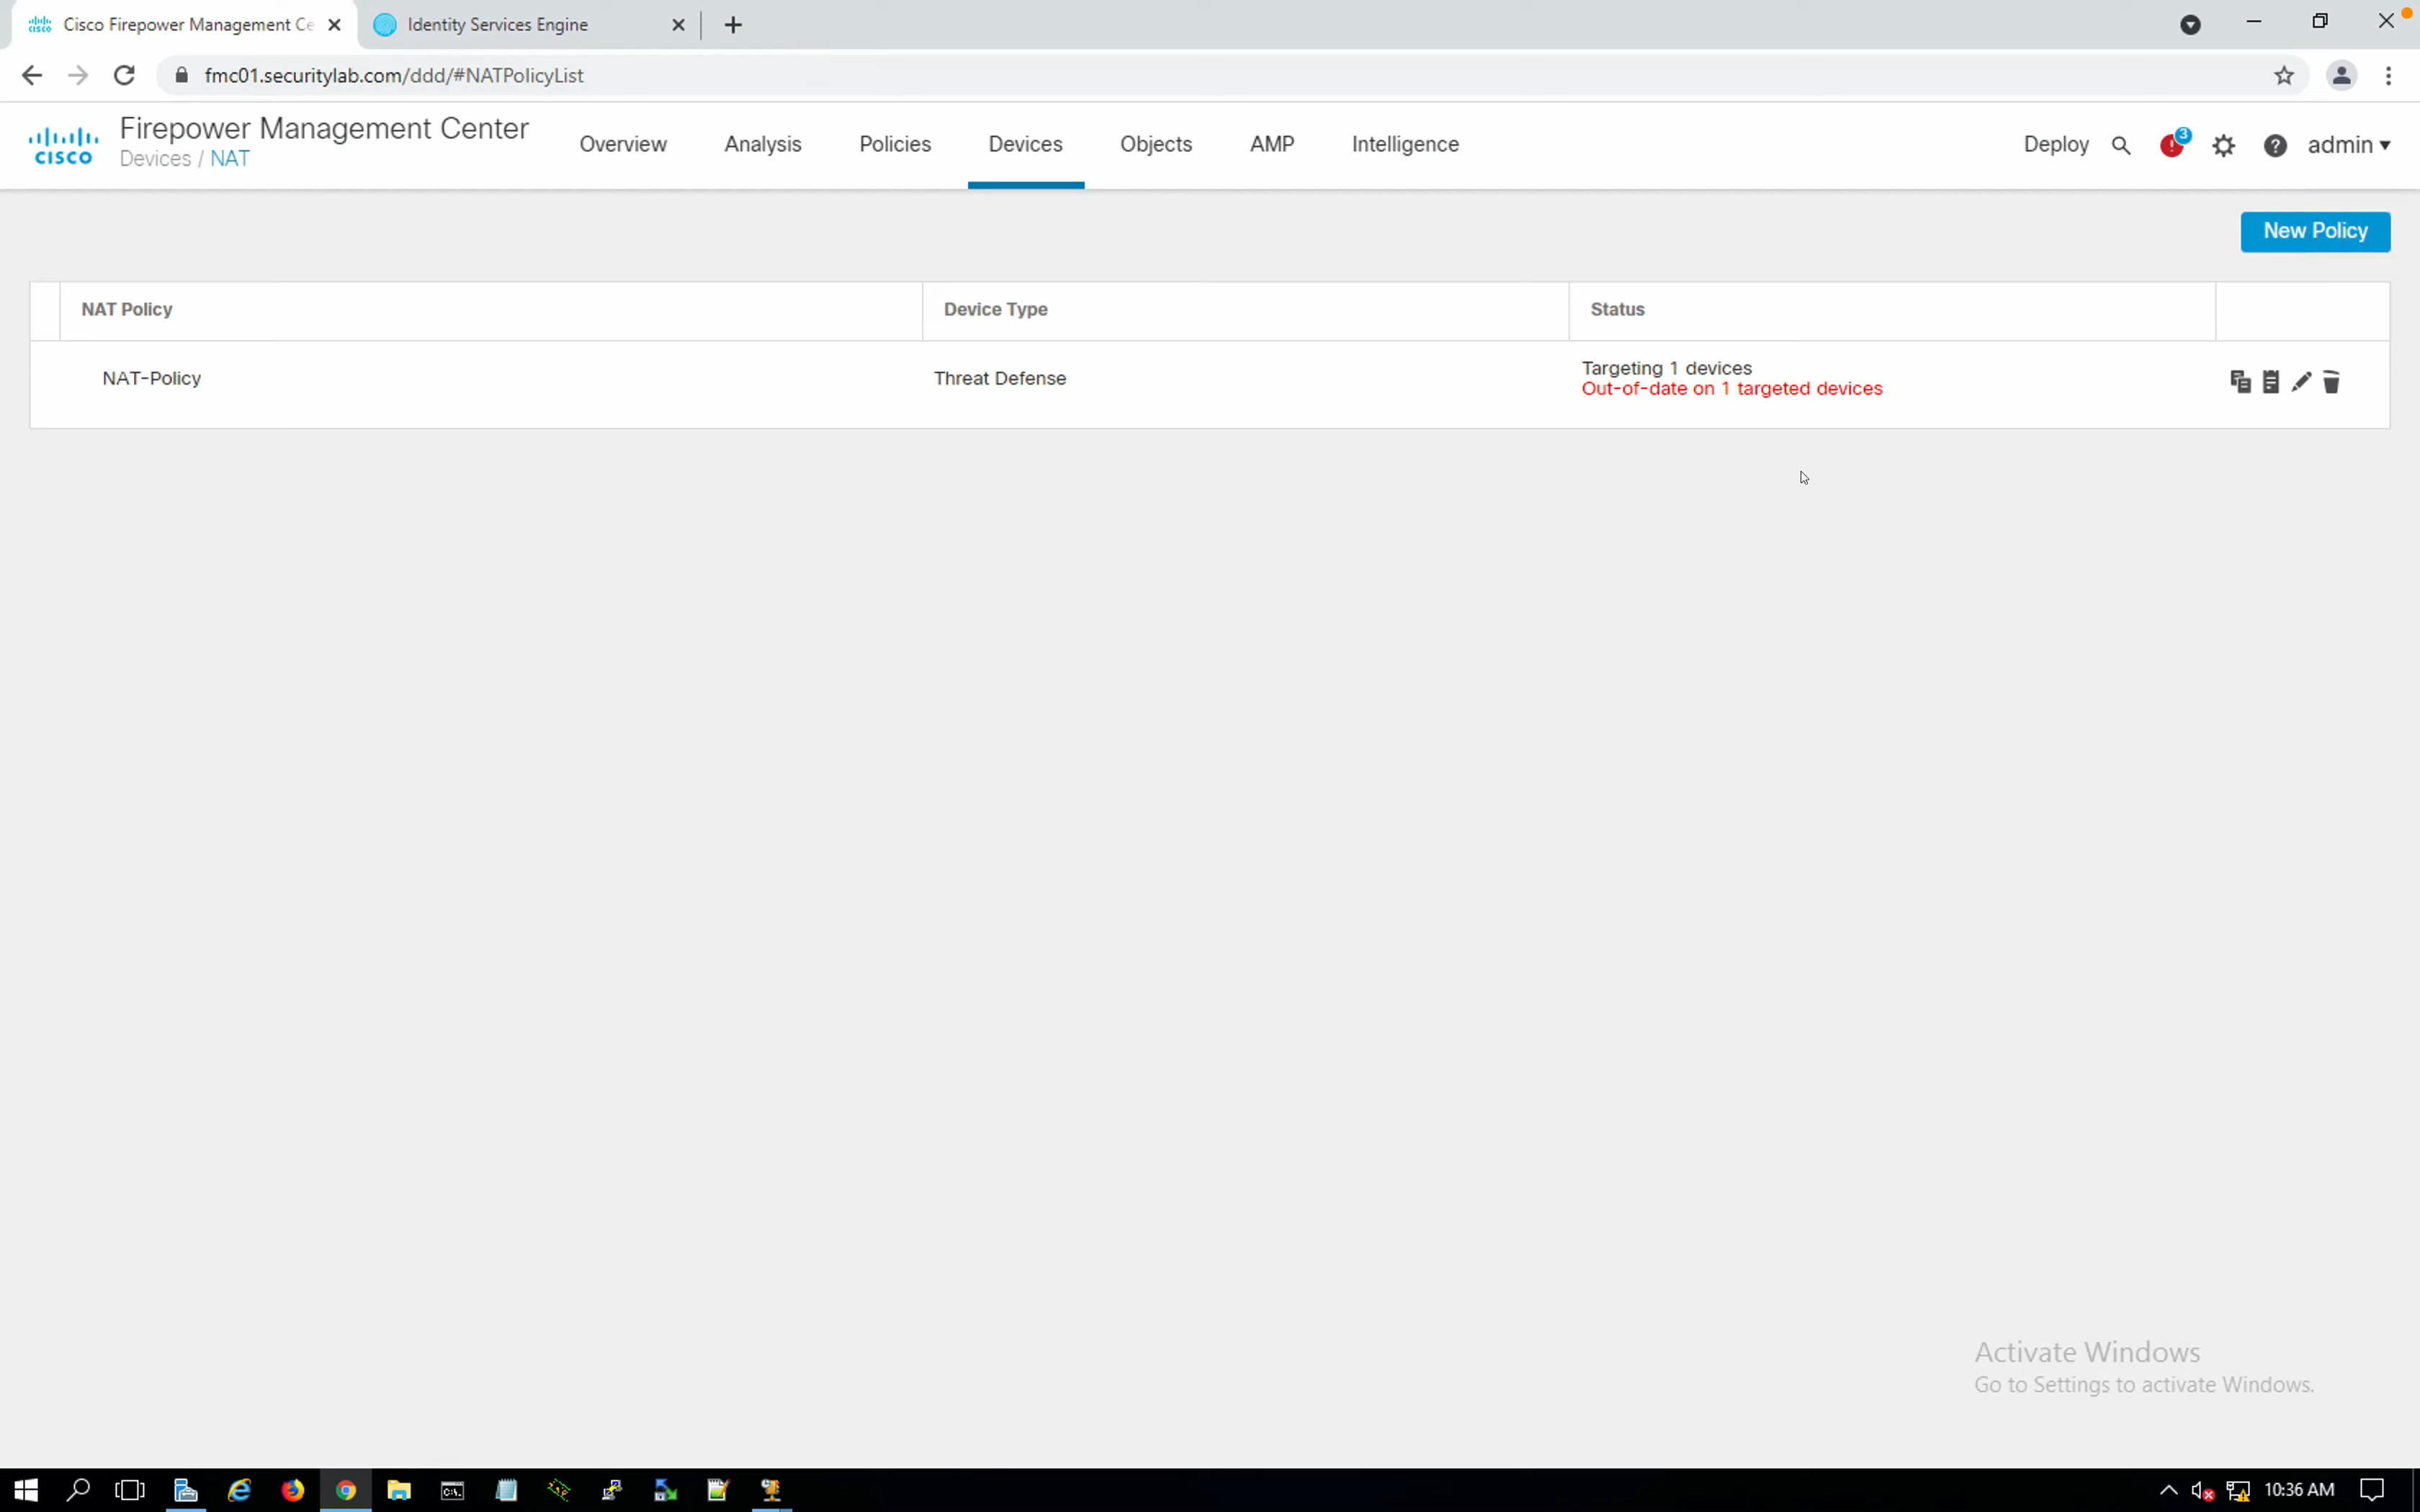 Cisco Firepower Management Ce
Identity Services Engine
fmc01.securitylab.com/ddd/#NATPolicyList
CISCO
Firepower Management Center
Devices / NAT
Overview
Analysis
Policies
Devices
Objects
AMP
Intelligence
Deploy
3
admin
New Policy
NAT Policy
Device Type
Status
NAT-Policy
Threat Defense
Targeting 1 devices
Out-of-date on 1 targeted devices
Activate Windows
Go to Settings to activate Windows.
10:36 AM